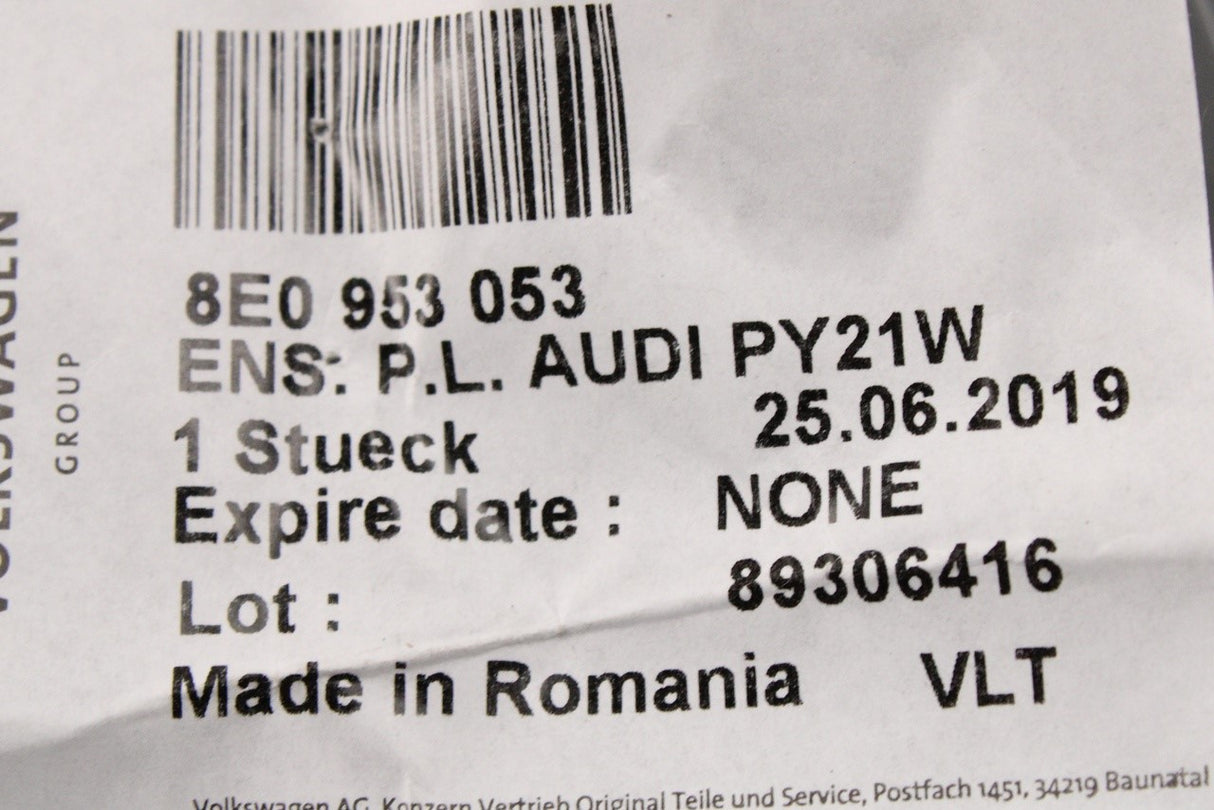 8E0 953 053
ENS: P.L. AUDI PY21W
1 Stueck 25.06.2019
Expire date : NONE
Lot : 89306416
Made in Romania VLT
Volkswagen AG, Konzern Vertrieb Original Teile und Service, Postfach 1451, 34219 Baunatal
VOLKSWAGEN
GROUP